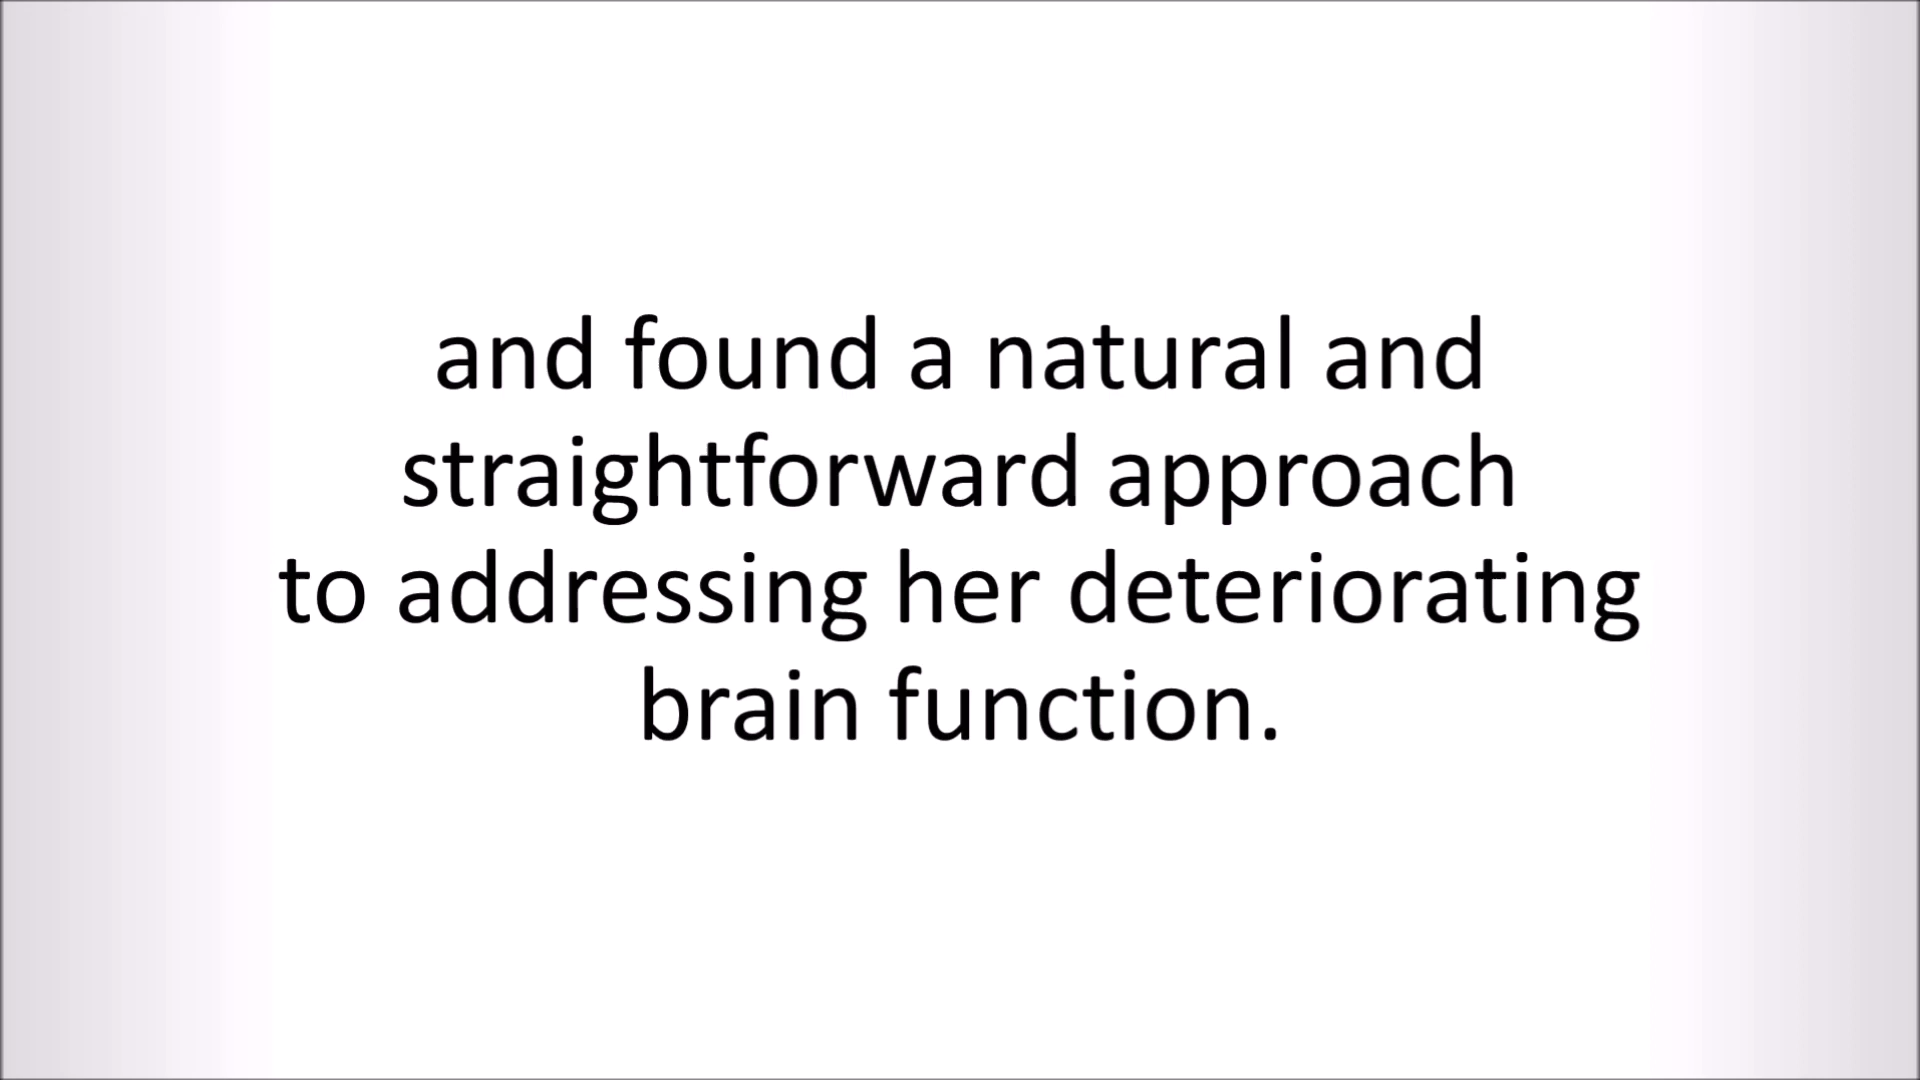 and found a natural and
straightforward approach
to addressing her deteriorating
brain function.